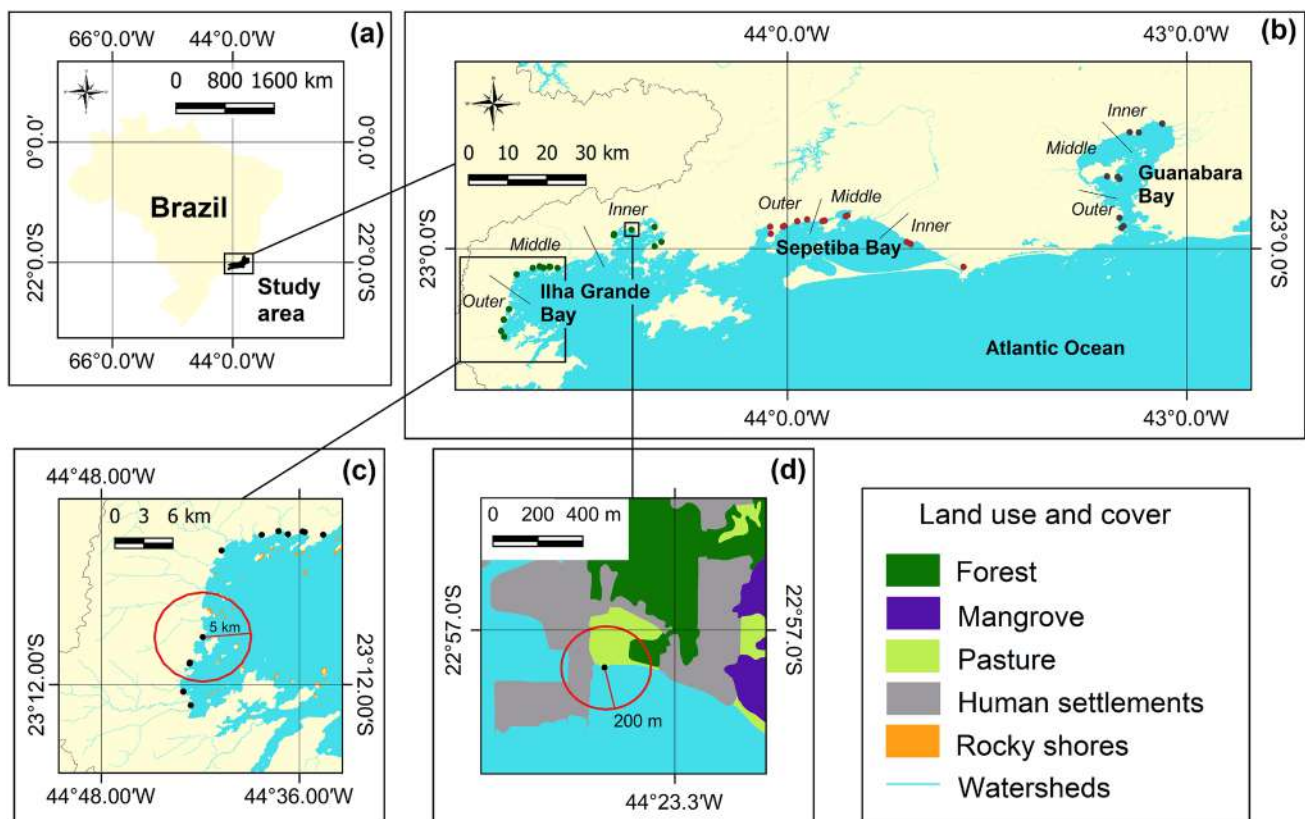 (a)
66°0.0'W 44°0.0'W
0 800 1600 km
0°0.0' 0°0.0'
Brazil
22°0.0'S 22°0.0'S
Study
area
66°0.0'W 44°0.0'W
(b)
44°0.0'W 43°0.0'W
0 10 20 30 km
Inner
Middle
Guanabara
Bay
Outer
Outer Middle
Inner
Sepetiba Bay
Inner
Middle
Ilha Grande
Bay
Outer
23°0.0'S 23°0.0'S
Atlantic Ocean
44°0.0'W 43°0.0'W
(c)
44°48.00'W
0 3 6 km
5 km
23°12.00'S 23°12.00'S
44°48.00'W 44°36.00'W
(d)
0 200 400 m
22°57.0'S 22°57.0'S
200 m
44°23.3'W
Land use and cover
Forest
Mangrove
Pasture
Human settlements
Rocky shores
Watersheds